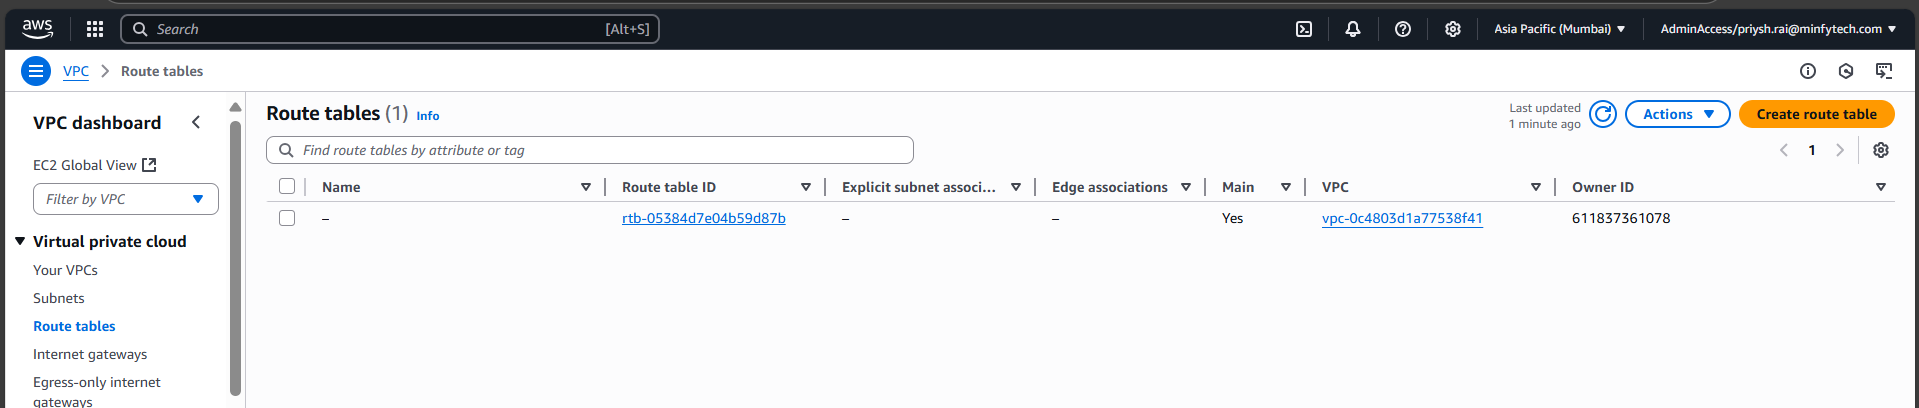 aws
Search [Alt+S]
Asia Pacific (Mumbai)
AdminAccess/priysh.rai@minfytech.com
VPC
Route tables
VPC dashboard
EC2 Global View
Filter by VPC
Virtual private cloud
Your VPCs
Subnets
Route tables
Internet gateways
Egress-only internet
gateways
Route tables (1) Info
Last updated
1 minute ago
Actions
Create route table
Find route tables by attribute or tag
1
Name Route table ID Explicit subnet associ... Edge associations Main VPC Owner ID
– rtb-05384d7e04b59d87b – – Yes vpc-0c4803d1a77538f41 611837361078